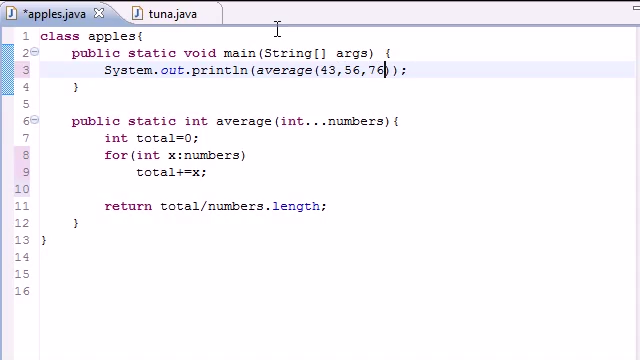 *apples.java tuna.java
1 class apples{
2 public static void main(String[] args) {
3 System.out.println(average(43,56,76));
4 }
5
6 public static int average(int...numbers){
7 int total=0;
8 for(int x:numbers)
9 total+=x;
10
11 return total/numbers.length;
12 }
13 }
14
15
16